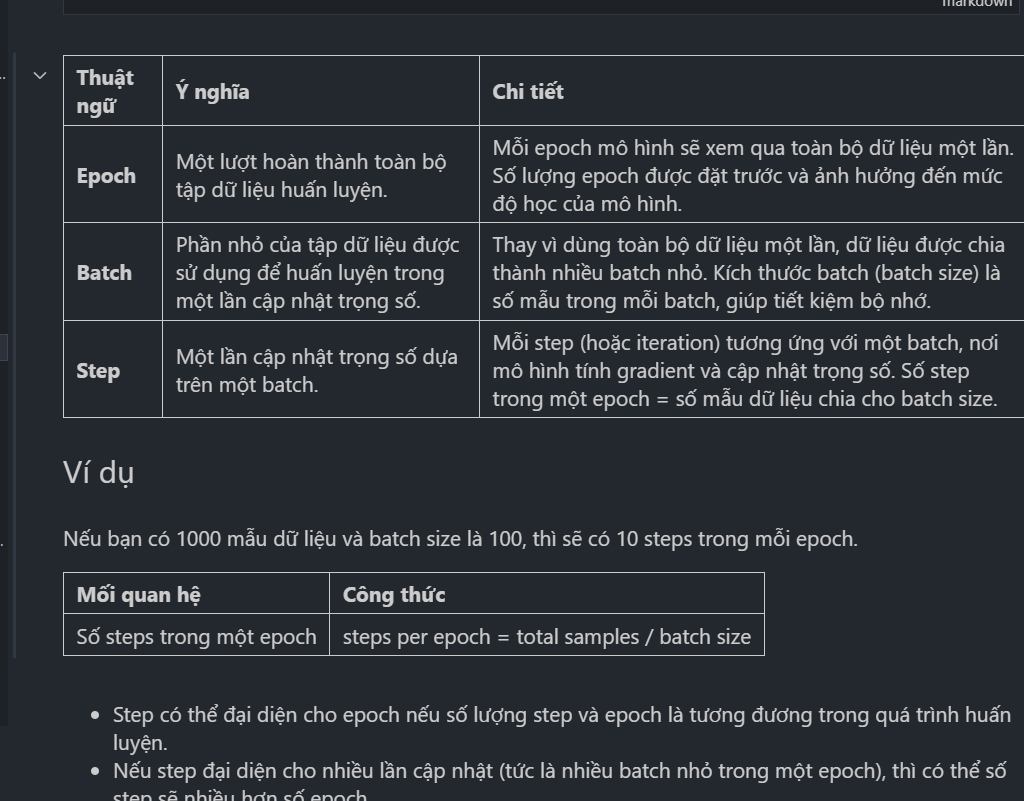 markdown
Thuật
ngữ
Ý nghĩa
Chi tiết
Epoch
Một lượt hoàn thành toàn bộ
tập dữ liệu huấn luyện.
Mỗi epoch mô hình sẽ xem qua toàn bộ dữ liệu một lần.
Số lượng epoch được đặt trước và ảnh hưởng đến mức
độ học của mô hình.
Batch
Phần nhỏ của tập dữ liệu được
sử dụng để huấn luyện trong
một lần cập nhật trọng số.
Thay vì dùng toàn bộ dữ liệu một lần, dữ liệu được chia
thành nhiều batch nhỏ. Kích thước batch (batch size) là
số mẫu trong mỗi batch, giúp tiết kiệm bộ nhớ.
Step
Một lần cập nhật trọng số dựa
trên một batch.
Mỗi step (hoặc iteration) tương ứng với một batch, nơi
mô hình tính gradient và cập nhật trọng số. Số step
trong một epoch = số mẫu dữ liệu chia cho batch size.
Ví dụ
Nếu bạn có 1000 mẫu dữ liệu và batch size là 100, thì sẽ có 10 steps trong mỗi epoch.
Mối quan hệ
Công thức
Số steps trong một epoch
steps per epoch = total samples / batch size
• Step có thể đại diện cho epoch nếu số lượng step và epoch là tương đương trong quá trình huấn
luyện.
• Nếu step đại diện cho nhiều lần cập nhật (tức là nhiều batch nhỏ trong một epoch), thì có thể số
step sẽ nhiều hơn số epoch.